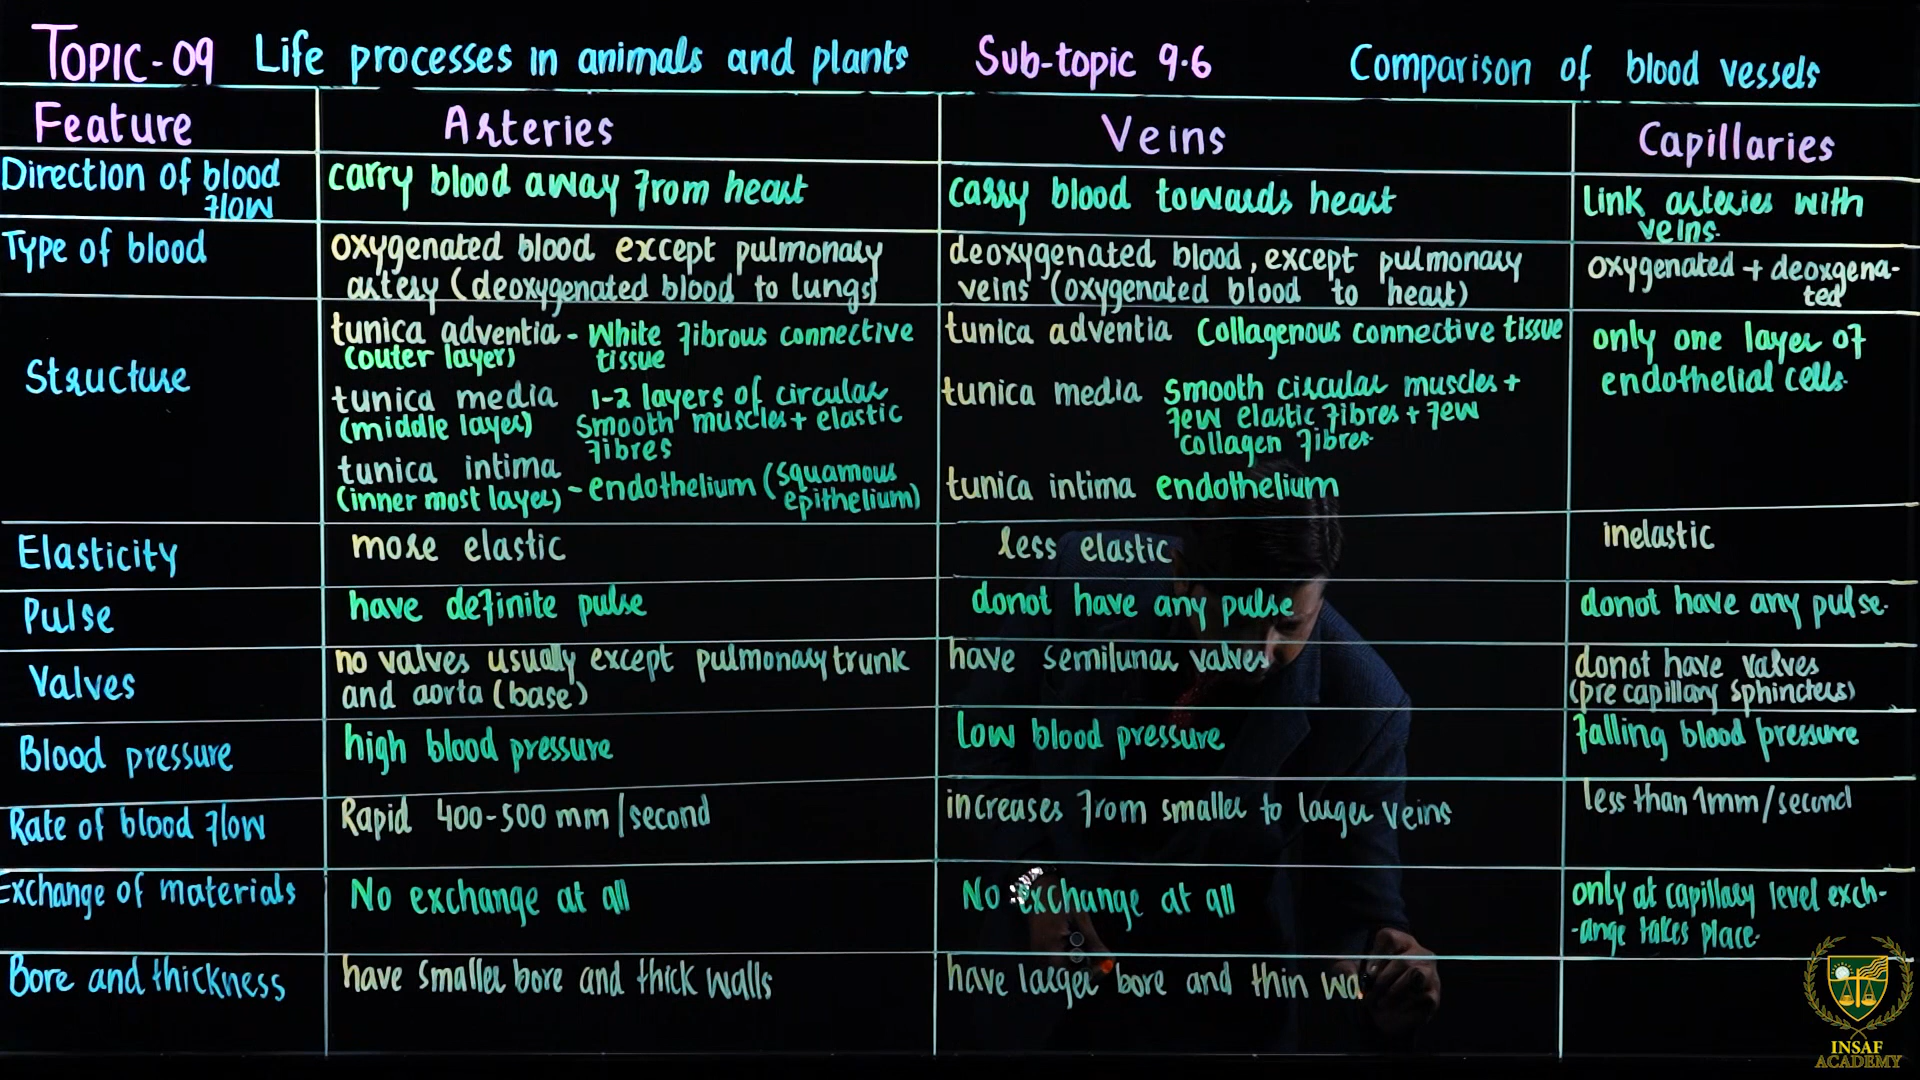 TOPIC-09 Life processes in animals and plants Sub-topic 9.6 Comparison of blood vessels
Feature Arteries Veins Capillaries
Direction of blood flow
carry blood away from heart
carry blood towards heart
Link arteries with
veins.
Type of blood
oxygenated blood except pulmonary
artery (deoxygenated blood to lungs)
deoxygenated blood, except pulmonary
veins (oxygenated blood to heart)
oxygenated + deoxgena-
ted
Structure
tunica adventia - White fibrous connective
(outer layer) tissue
tunica media 1-2 layers of circular
(middle layer) smooth muscles + elastic
fibres
tunica intima
(inner most layer) - endothelium (squamous
epithelium)
tunica adventia Collagenous connective tissue
tunica media smooth circular muscles +
few elastic fibres + few
collagen fibres.
tunica intima endothelium
only one layer of
endothelial cells.
Elasticity
more elastic
less elastic
inelastic
Pulse
have definite pulse
donot have any pulse
donot have any pulse.
Valves
no valves usually except pulmonary trunk
and aorta (base)
have semilunar valves
donot have valves
(pre capillary sphincters)
Blood pressure
high blood pressure
Low blood pressure
falling blood pressure
Rate of blood flow
Rapid 400-500 mm/second
increases from smaller to larger veins
less than 1mm/second
Exchange of materials
No exchange at all
No exchange at all
only at capillary level exch-
-ange takes place.
Bore and thickness
have smaller bore and thick walls
have larger bore and thin wa
INSAF
ACADEMY